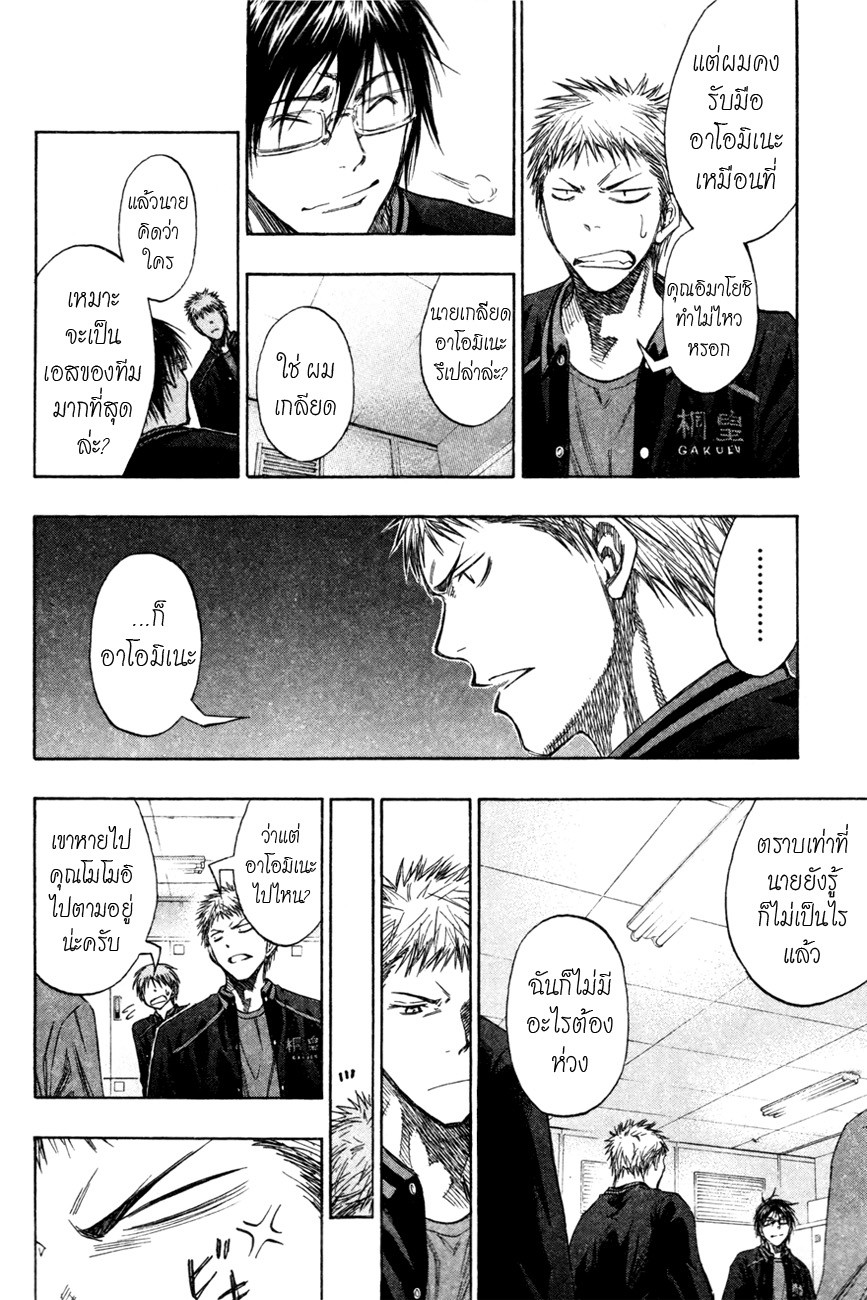 แต่ผมคง
รับมือ
อาโอมิเนะ
เหมือนที่
คุณอิมาโยชิ
ทำไม่ไหว
หรอก
桐皇
GAKUEN
นายเกลียด
อาโอมิเนะ
รึเปล่าล่ะ?
ใช่ ผม
เกลียด
แล้วนาย
คิดว่า
ใคร
เหมาะ
จะเป็น
เอสของทีม
มากที่สุด
ล่ะ?
.........
...ก็
อาโอมิเนะ
ตราบเท่าที่
นายยังรู้
ก็ไม่เป็นไร
แล้ว
ฉันก็ไม่มี
อะไรต้อง
ห่วง
ว่าแต่
อาโอมิเนะ
ไปไหน?
เขาหายไป
คุณโมโมอิ
ไปตามอยู่
น่ะครับ
桐皇
GAKUEN